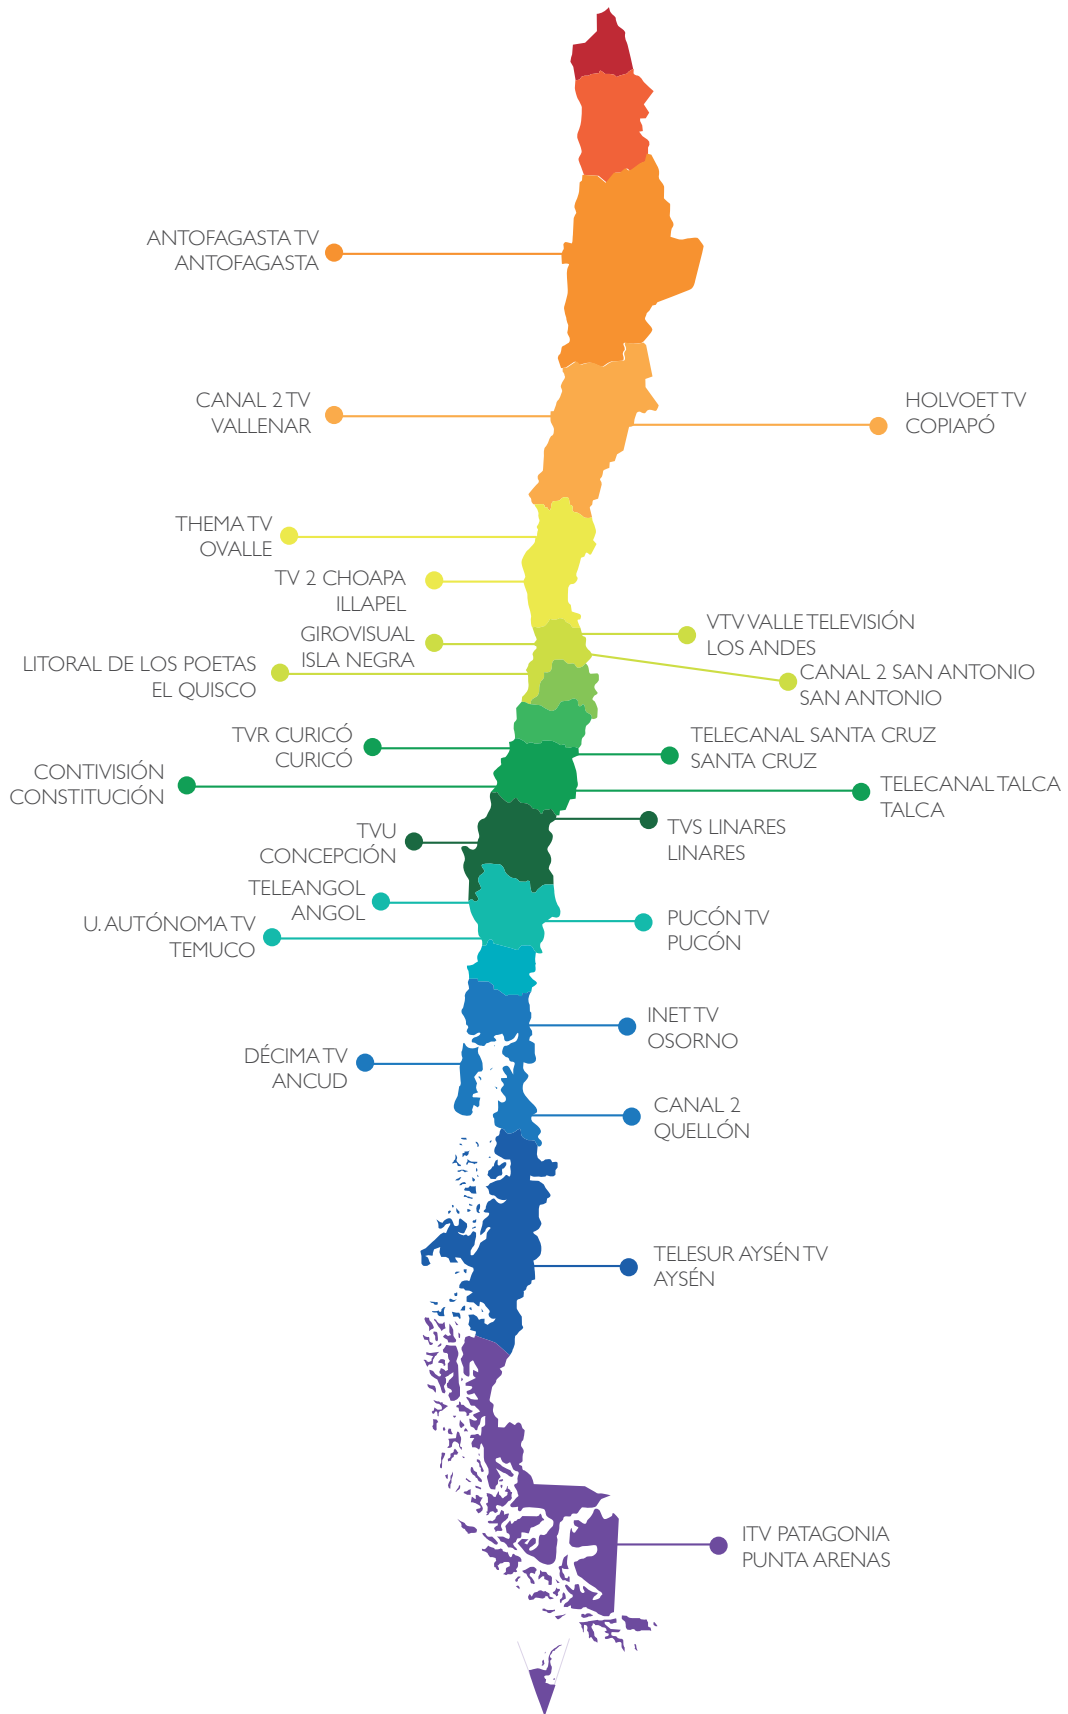 ANTOFAGASTA TV
ANTOFAGASTA
CANAL 2 TV
VALLENAR
HOLVOET TV
COPIAPÓ
THEMA TV
OVALLE
TV 2 CHOAPA
ILLAPEL
VTV VALLE TELEVISIÓN
LOS ANDES
GIROVISUAL
ISLA NEGRA
LITORAL DE LOS POETAS
EL QUISCO
CANAL 2 SAN ANTONIO
SAN ANTONIO
TVR CURICÓ
CURICÓ
TELECANAL SANTA CRUZ
SANTA CRUZ
CONTIVISIÓN
CONSTITUCIÓN
TELECANAL TALCA
TALCA
TVU
CONCEPCIÓN
TVS LINARES
LINARES
TELEANGOL
ANGOL
U. AUTÓNOMA TV
TEMUCO
PUCÓN TV
PUCÓN
INET TV
OSORNO
DÉCIMA TV
ANCUD
CANAL 2
QUELLÓN
TELESUR AYSÉN TV
AYSÉN
ITV PATAGONIA
PUNTA ARENAS